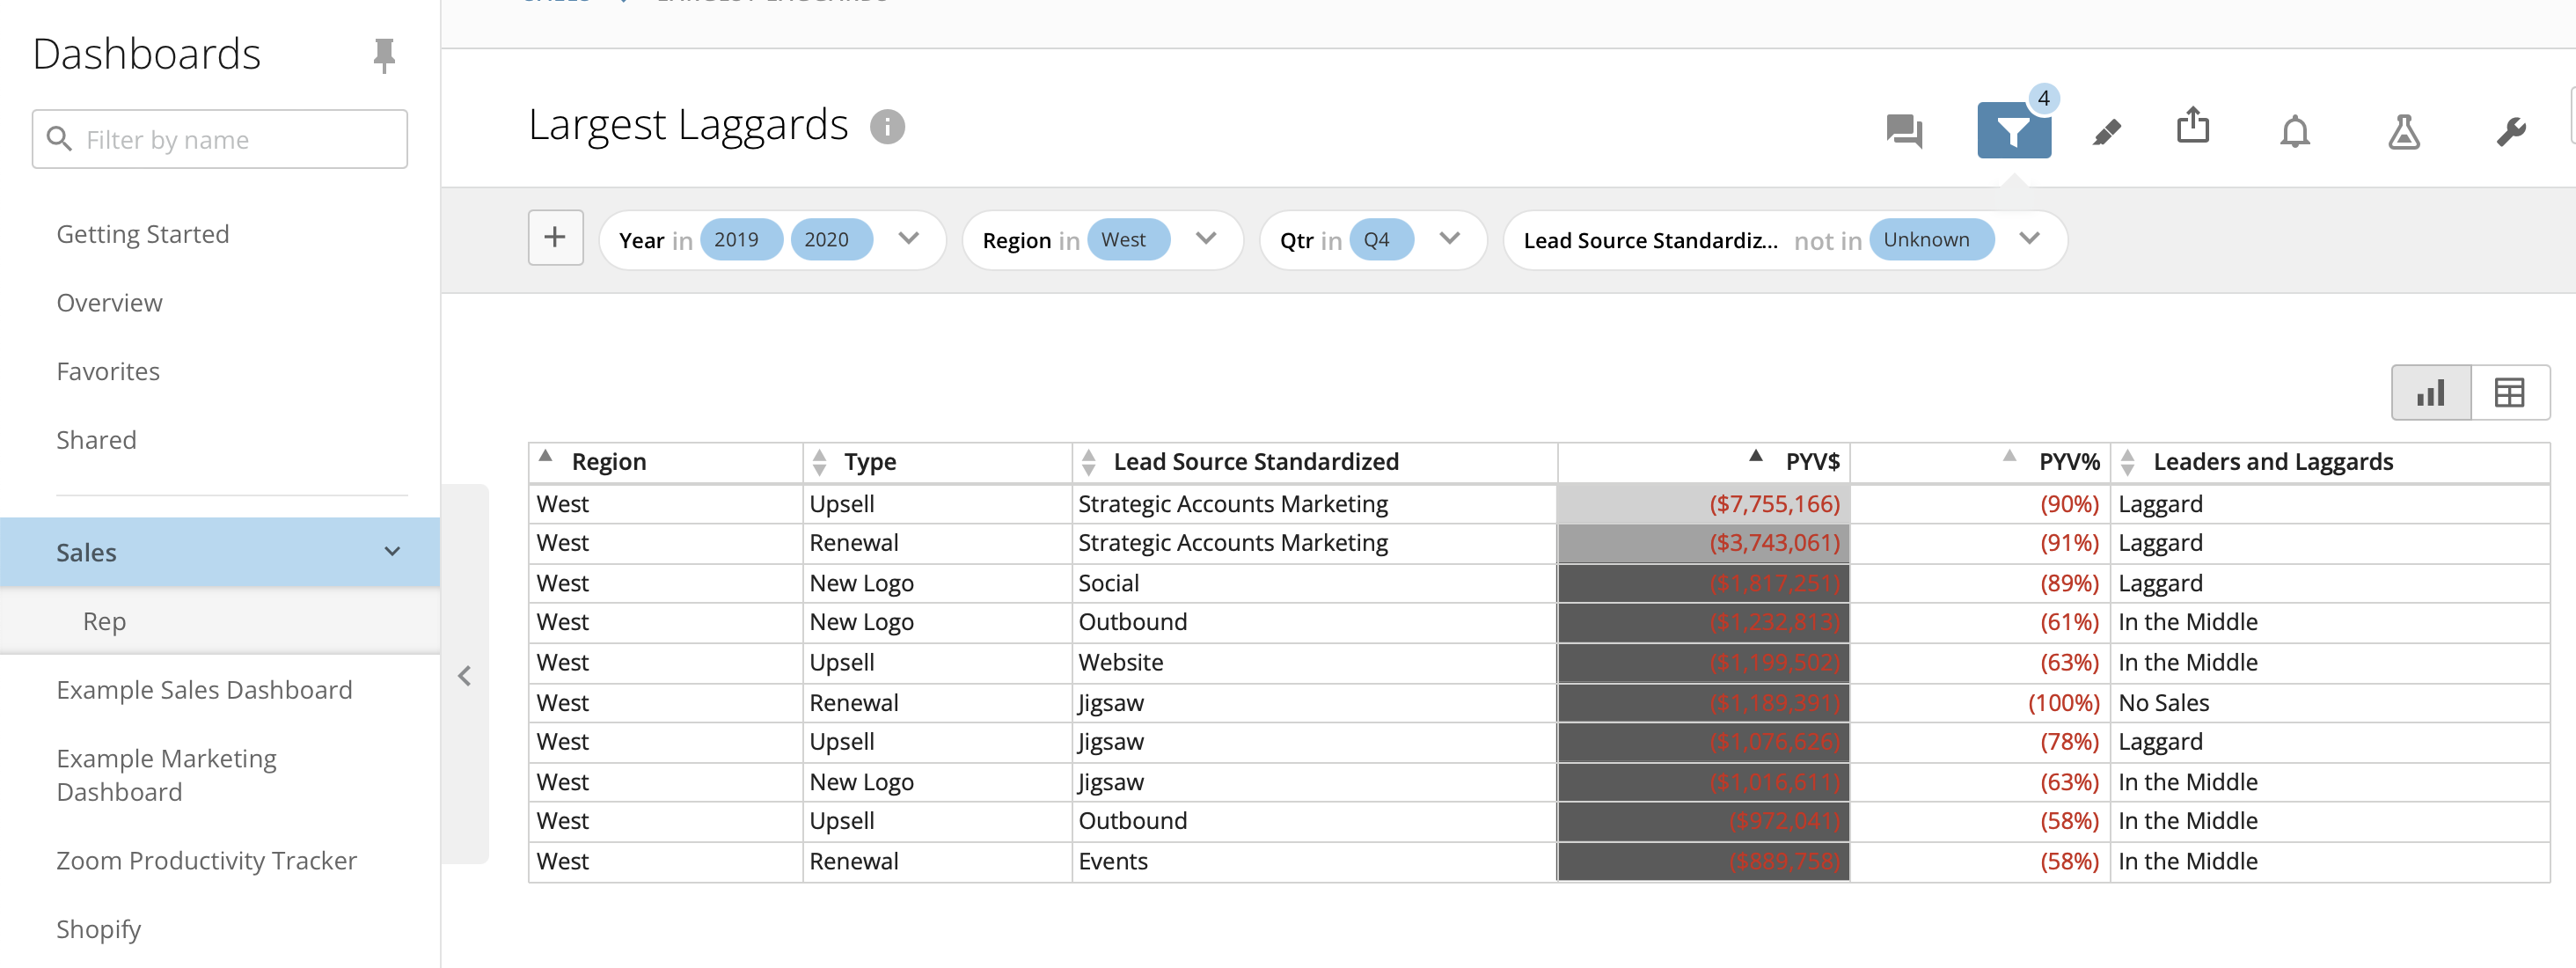 Dashboards
Filter by name
Getting Started
Overview
Favorites
Shared
Sales
Rep
Example Sales Dashboard
Example Marketing
Dashboard
Zoom Productivity Tracker
Shopify
SALES LARGEST LAGGARDS
Largest Laggards
4
Year in 2019 2020 Region in West Qtr in Q4 Lead Source Standardiz... not in Unknown
Region Type Lead Source Standardized PYV$ PYV% Leaders and Laggards
West Upsell Strategic Accounts Marketing ($7,755,166) (90%) Laggard
West Renewal Strategic Accounts Marketing ($3,743,061) (91%) Laggard
West New Logo Social ($1,817,251) (89%) Laggard
West New Logo Outbound ($1,232,813) (61%) In the Middle
West Upsell Website ($1,199,502) (63%) In the Middle
West Renewal Jigsaw ($1,189,391) (100%) No Sales
West Upsell Jigsaw ($1,076,626) (78%) Laggard
West New Logo Jigsaw ($1,016,611) (63%) In the Middle
West Upsell Outbound ($972,041) (58%) In the Middle
West Renewal Events ($889,758) (58%) In the Middle